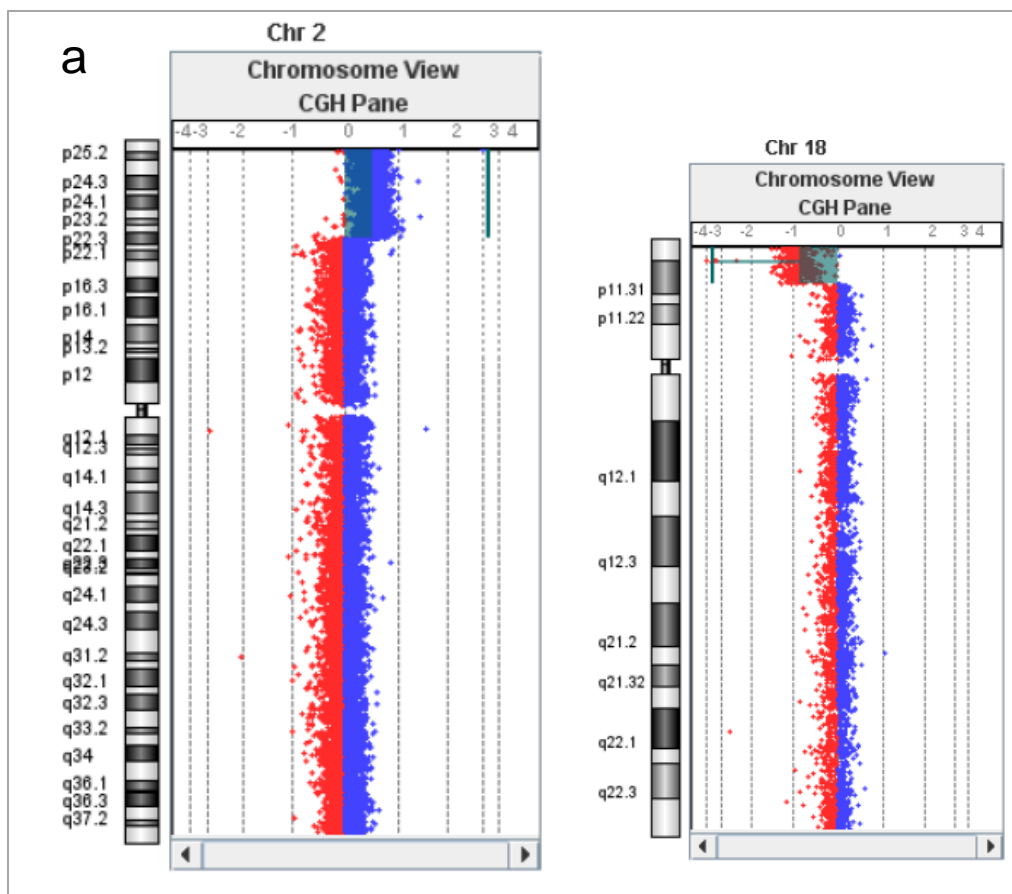 a
Chr 2
Chromosome View
CGH Pane
-4 -3 -2 -1 0 1 2 3 4
p25.2
p24.3
p24.1
p23.2
p22.3
p22.1
p16.3
p16.1
p14
p13.2
p12
q12.1
q12.3
q14.1
q14.3
q21.2
q22.1
q24.1
q24.3
q31.2
q32.1
q32.3
q33.2
q34
q36.1
q36.3
q37.2
Chr 18
Chromosome View
CGH Pane
-4 -3 -2 -1 0 1 2 3 4
p11.31
p11.22
q12.1
q12.3
q21.2
q21.32
q22.1
q22.3